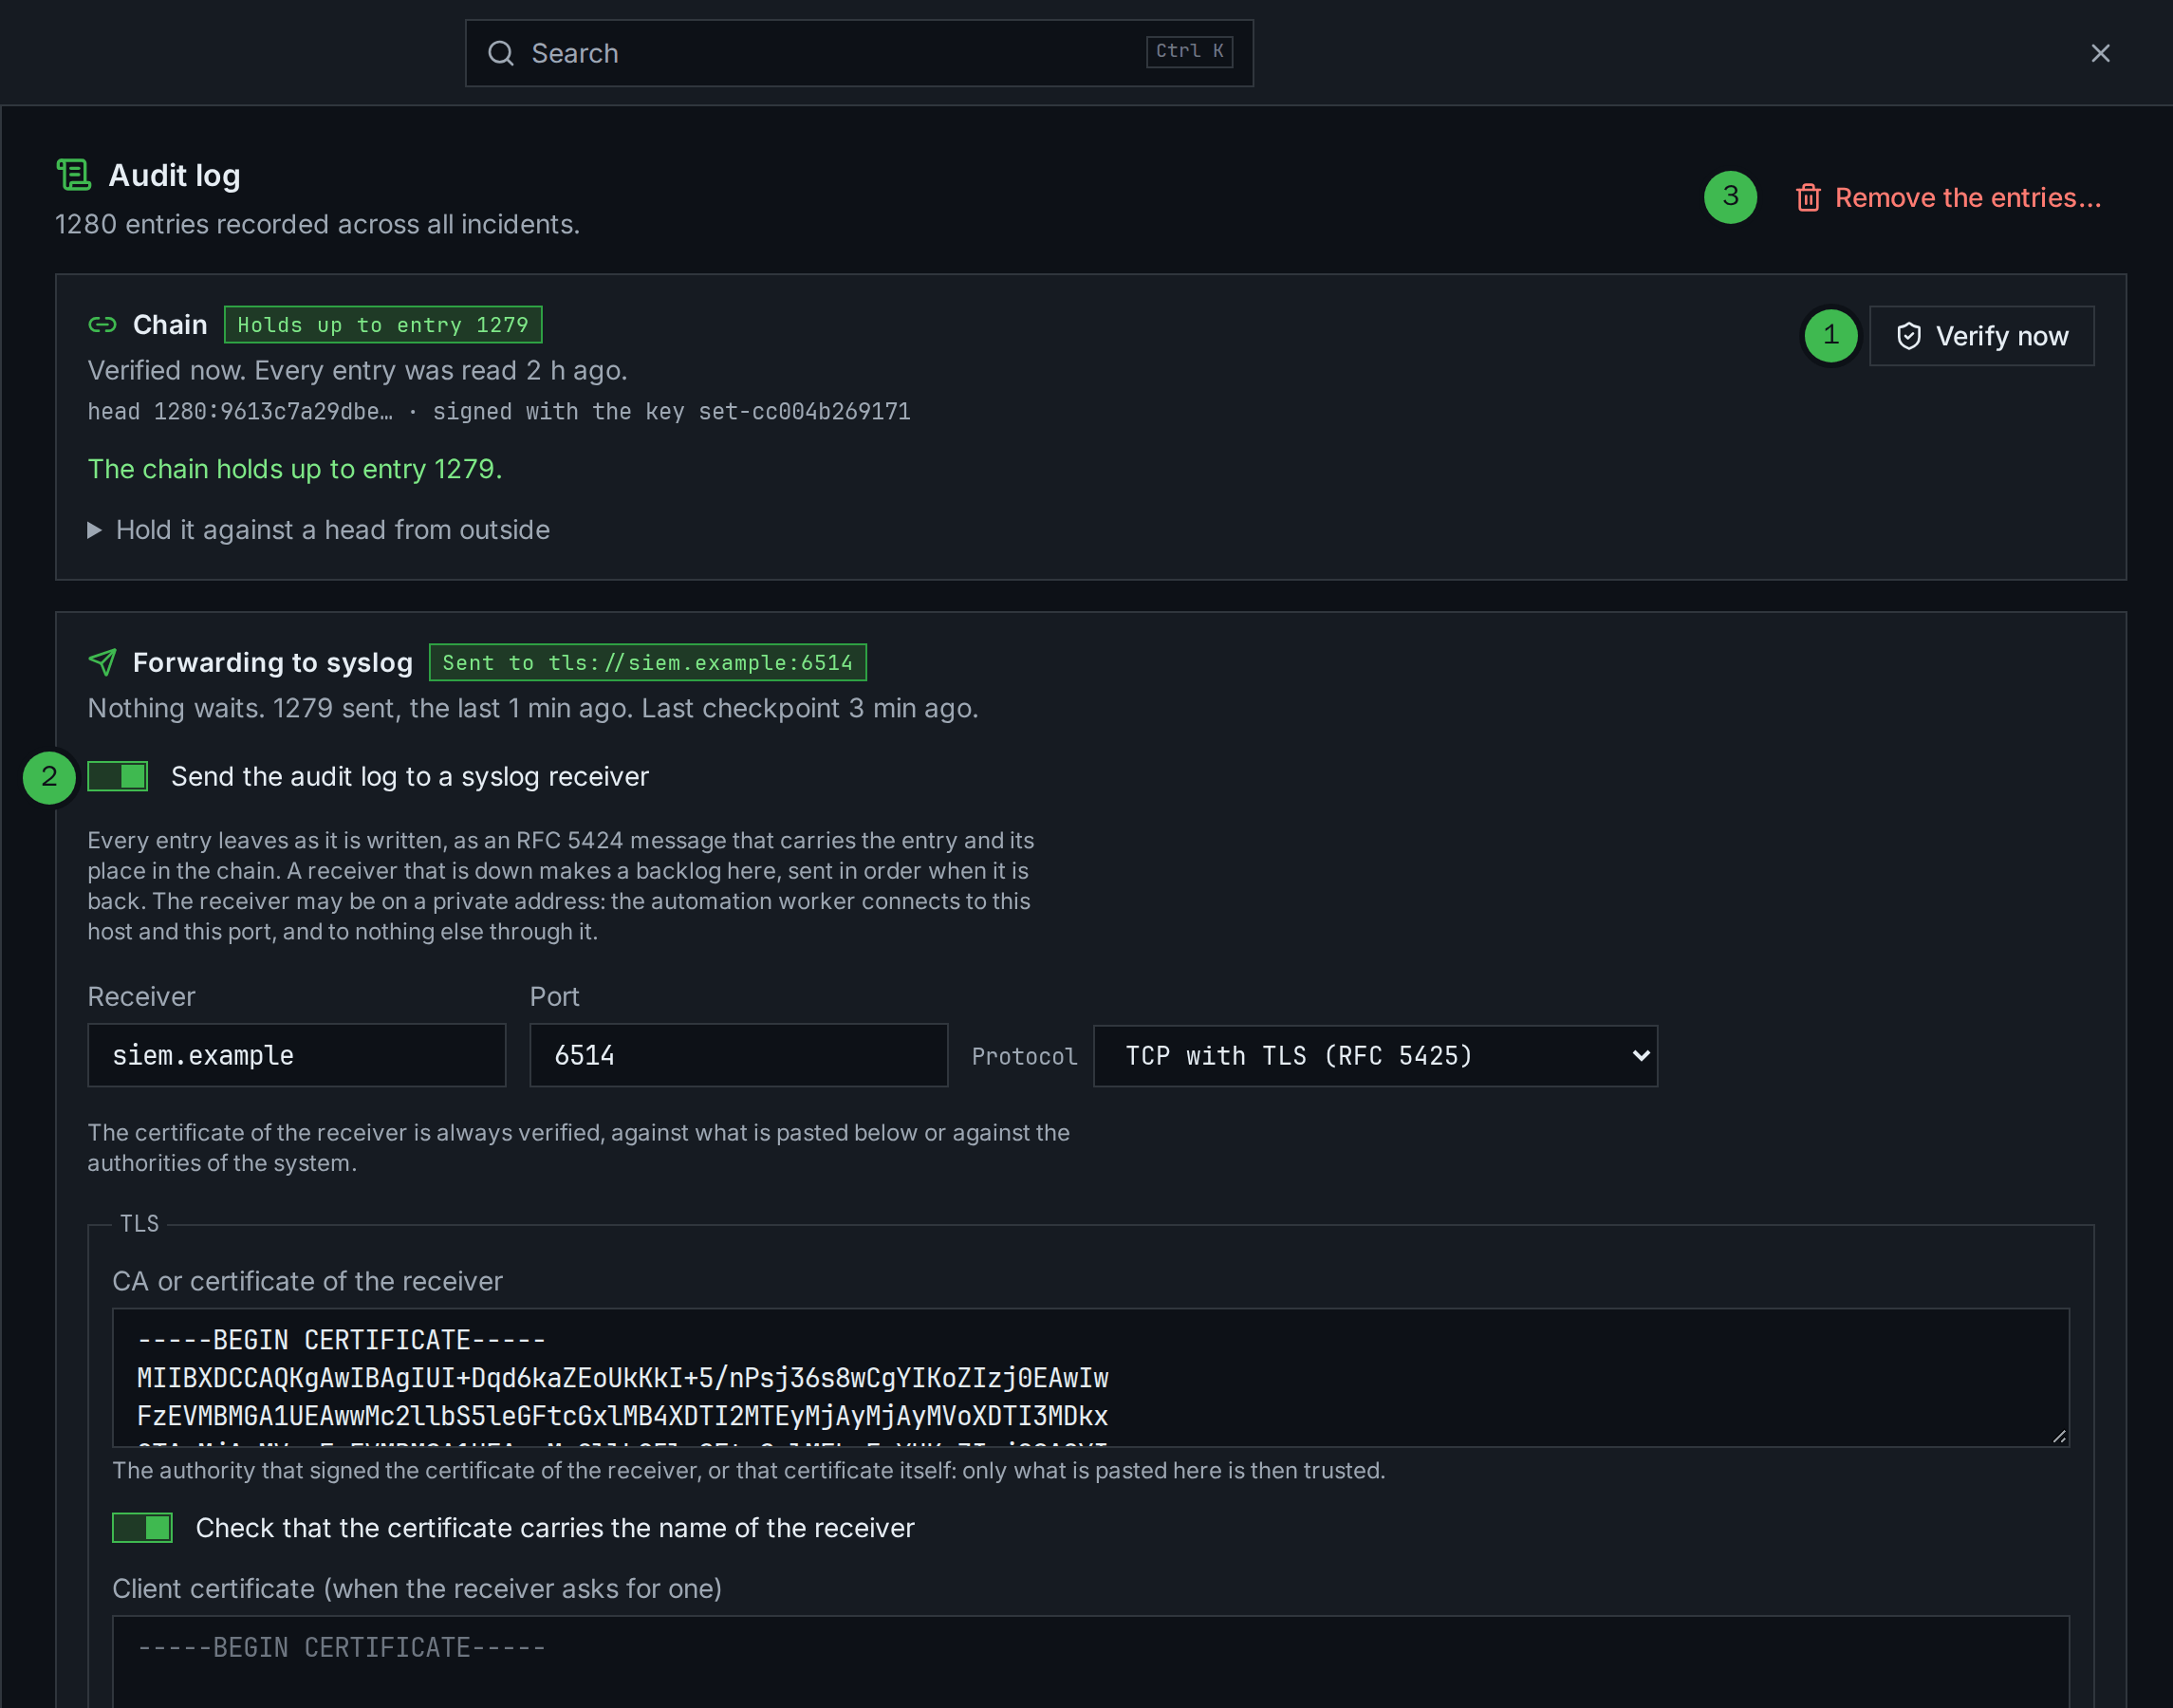 Search
Ctrl K
Audit log
1280 entries recorded across all incidents.
3
Remove the entries...
Chain
Holds up to entry 1279
1
Verify now
Verified now. Every entry was read 2 h ago.
head 1280:9613c7a29dbe… · signed with the key set-cc004b269171
The chain holds up to entry 1279.
Hold it against a head from outside
Forwarding to syslog
Sent to tls://siem.example:6514
Nothing waits. 1279 sent, the last 1 min ago. Last checkpoint 3 min ago.
2
Send the audit log to a syslog receiver
Every entry leaves as it is written, as an RFC 5424 message that carries the entry and its
place in the chain. A receiver that is down makes a backlog here, sent in order when it is
back. The receiver may be on a private address: the automation worker connects to this
host and this port, and to nothing else through it.
Receiver
Port
siem.example
6514
Protocol
TCP with TLS (RFC 5425)
The certificate of the receiver is always verified, against what is pasted below or against the
authorities of the system.
TLS
CA or certificate of the receiver
-----BEGIN CERTIFICATE-----
MIIBXDCCAQKgAwIBAgIUI+Dqd6kaZEoUkKkI+5/nPsj36s8wCgYIKoZIzj0EAwIw
FzEVMBMGA1UEAwwMc2llbS5leGFtcGxlMB4XDTI2MTEyMjAyMjAyMVoXDTI3MDkx
The authority that signed the certificate of the receiver, or that certificate itself: only what is pasted here is then trusted.
Check that the certificate carries the name of the receiver
Client certificate (when the receiver asks for one)
-----BEGIN CERTIFICATE-----